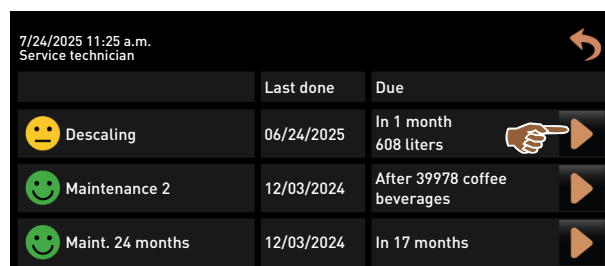 7/24/2025 11:25 a.m.
Service technician
Last done
Due
Descaling
06/24/2025
In 1 month
608 liters
Maintenance 2
12/03/2024
After 39978 coffee
beverages
Maint. 24 months
12/03/2024
In 17 months